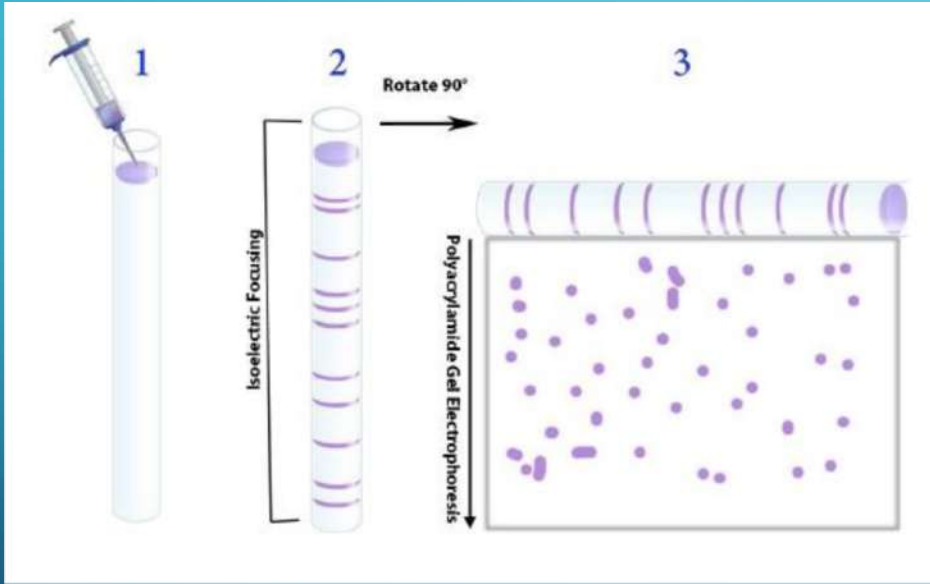 1
2
Rotate 90°
3
Isoelectric Focusing
Polyacrylamide Gel Electrophoresis